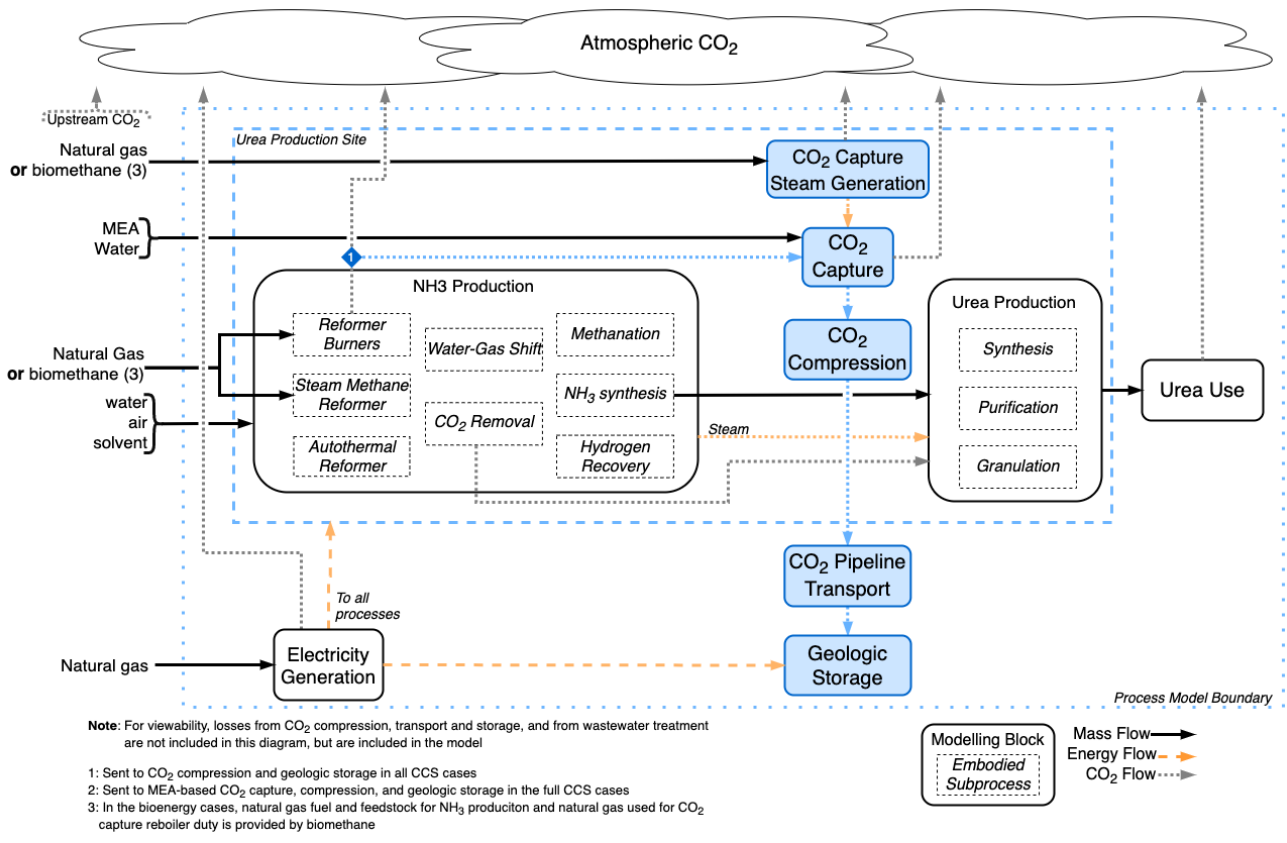 Atmospheric CO2
Upstream CO2
Urea Production Site
Natural gas
or biomethane (3)
CO2 Capture
Steam Generation
MEA
Water
CO2
Capture
1
NH3 Production
Reformer
Burners
Water-Gas Shift
Methanation
Steam Methane
Reformer
CO2 Removal
NH3 synthesis
Autothermal
Reformer
Hydrogen
Recovery
Natural Gas
or biomethane (3)
water
air
solvent
CO2
Compression
Steam
Urea Production
Synthesis
Purification
Granulation
Urea Use
CO2 Pipeline
Transport
To all
processes
Natural gas
Electricity
Generation
Geologic
Storage
Process Model Boundary
Note: For viewability, losses from CO2 compression, transport and storage, and from wastewater treatment
are not included in this diagram, but are included in the model
1: Sent to CO2 compression and geologic storage in all CCS cases
2: Sent to MEA-based CO2 capture, compression, and geologic storage in the full CCS cases
3: In the bioenergy cases, natural gas fuel and feedstock for NH3 produciton and natural gas used for CO2
capture reboiler duty is provided by biomethane
Modelling Block
Embodied
Subprocess
Mass Flow
Energy Flow
CO2 Flow